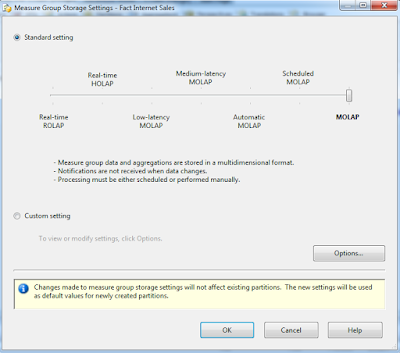 Measure Group Storage Settings - Fact Internet Sales
Standard setting
Real-time
HOLAP
Medium-latency
MOLAP
Scheduled
MOLAP
Real-time
ROLAP
Low-latency
MOLAP
Automatic
MOLAP
MOLAP
- Measure group data and aggregations are stored in a multidimensional format.
- Notifications are not received when data changes.
- Processing must be either scheduled or performed manually.
Custom setting
To view or modify settings, click Options.
Options...
Changes made to measure group storage settings will not affect existing partitions. The new settings will be used
as default values for newly created partitions.
OK
Cancel
Help